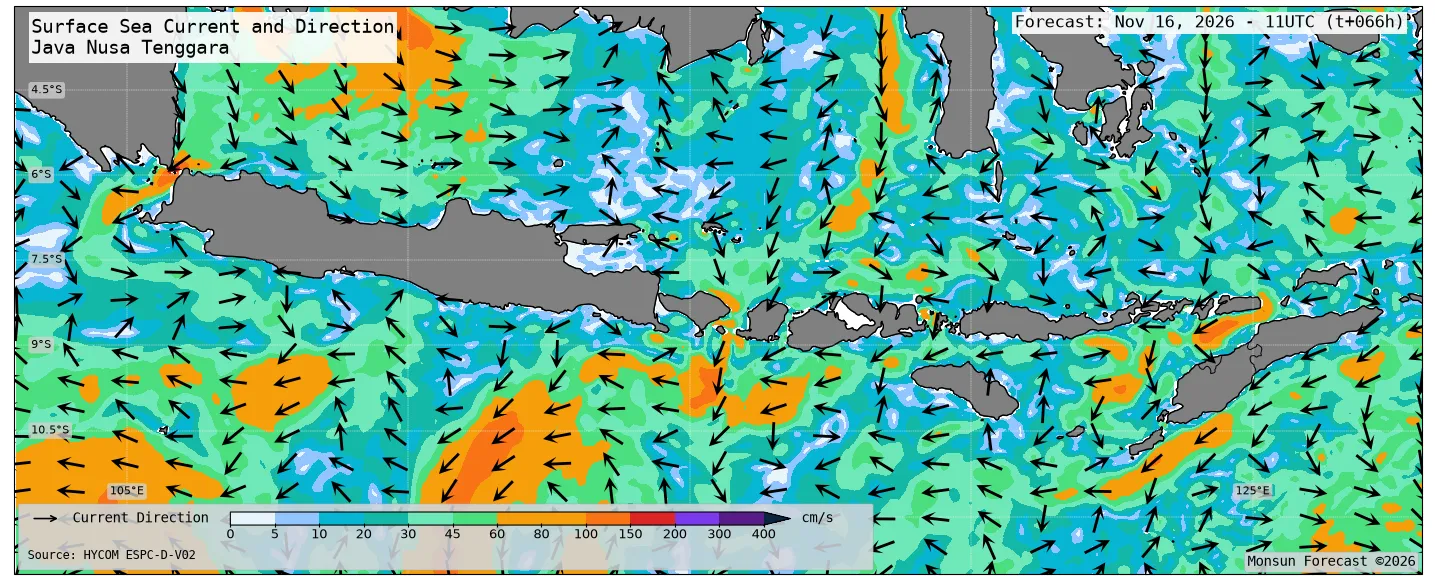 Surface Sea Current and Direction
Java Nusa Tenggara
Forecast: Nov 16, 2026 - 11UTC (t+066h)
4.5°S
6°S
7.5°S
9°S
10.5°S
105°E
125°E
Current Direction
0 5 10 20 30 45 60 80 100 150 200 300 400
cm/s
Source: HYCOM ESPC-D-V02
Monsun Forecast ©2026